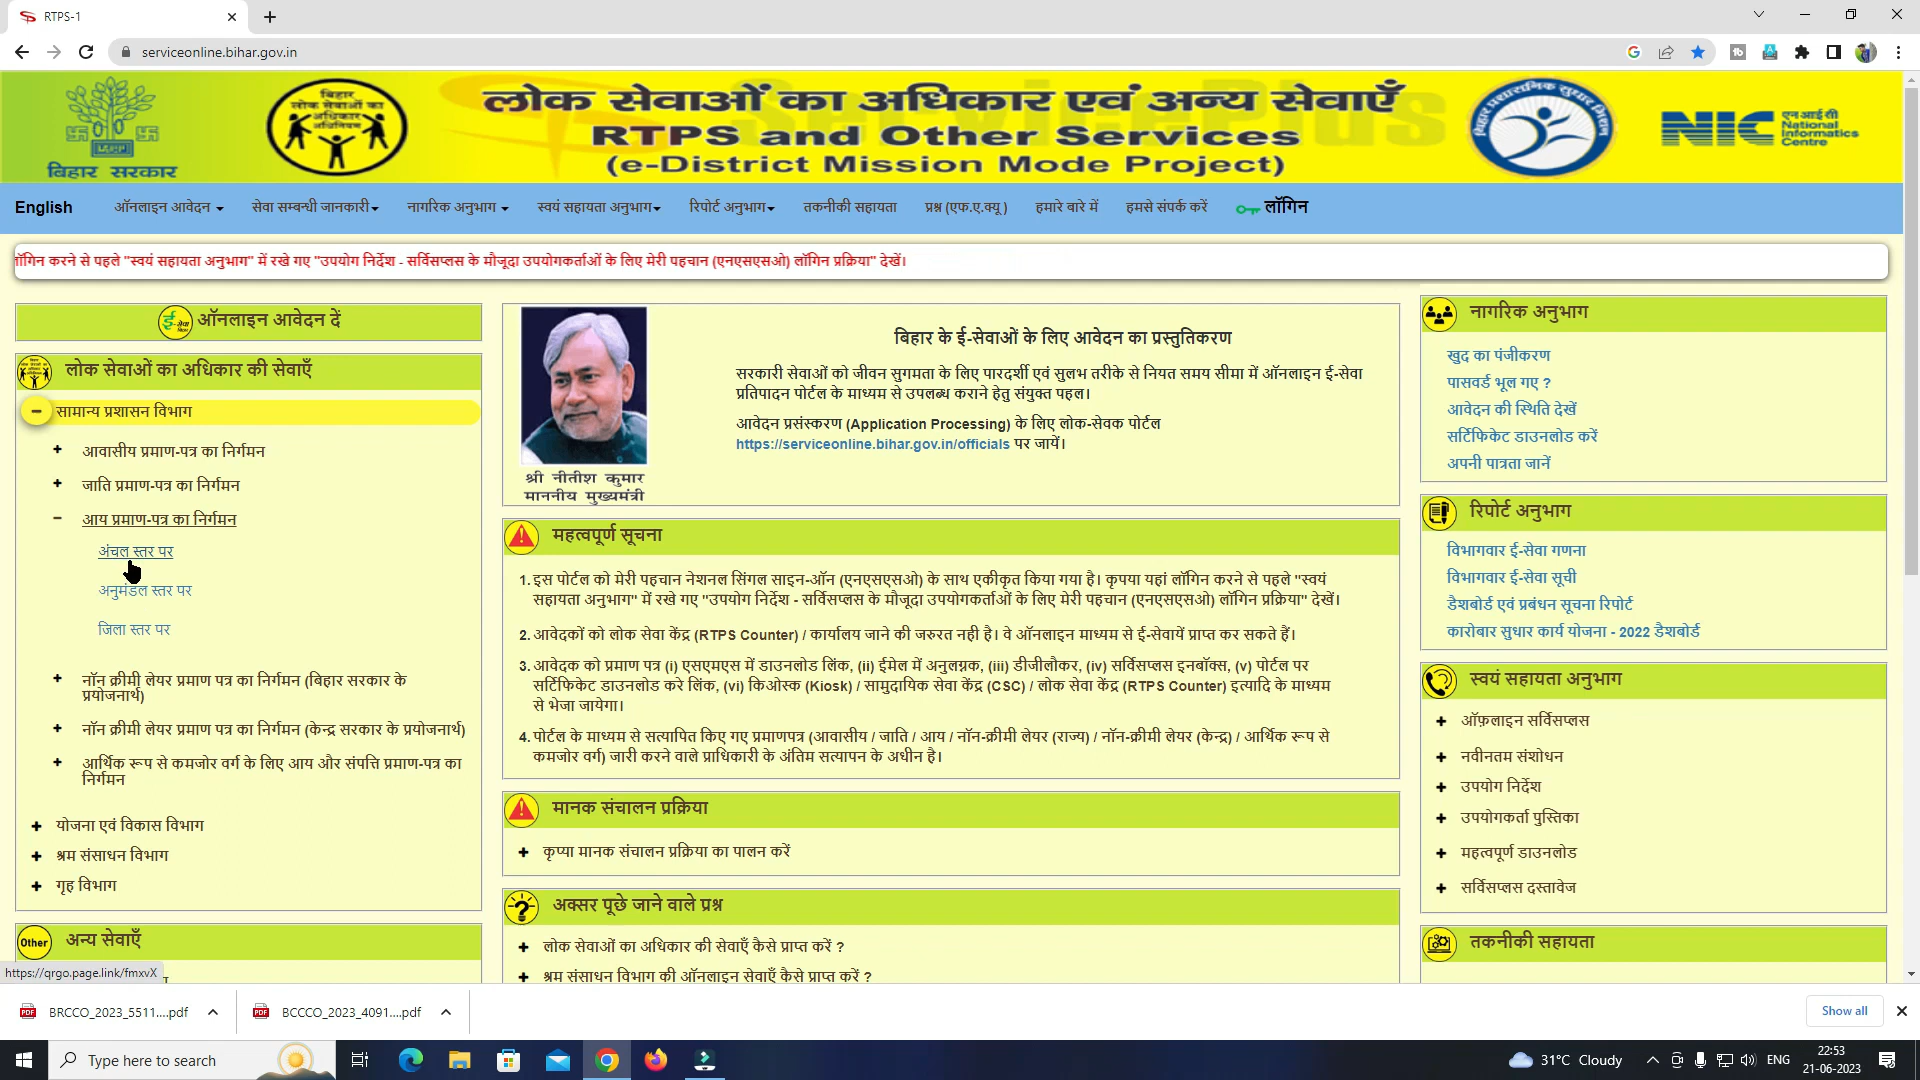 RTPS-1
serviceonline.bihar.gov.in
बिहार सरकार
बिहार
लोक सेवाओं का
अधिकार
अधिनियम
लोक सेवाओं का अधिकार एवं अन्य सेवाएँ
RTPS and Other Services
(e-District Mission Mode Project)
बिहार प्रशासनिक सुधार मिशन
NIC एनआईसी
National
Informatics
Centre
English ऑनलाइन आवेदन सेवा सम्बन्धी जानकारी नागरिक अनुभाग स्वयं सहायता अनुभाग रिपोर्ट अनुभाग तकनीकी सहायता प्रश्न (एफ.ए.क्यू ) हमारे बारे में हमसे संपर्क करें लॉगिन
लॉगिन करने से पहले "स्वयं सहायता अनुभाग" में रखे गए "उपयोग निर्देश - सर्विसप्लस के मौजूदा उपयोगकर्ताओं के लिए मेरी पहचान (एनएसएसओ) लॉगिन प्रक्रिया" देखें।
ऑनलाइन आवेदन दें
लोक सेवाओं का अधिकार की सेवाएँ
सामान्य प्रशासन विभाग
आवासीय प्रमाण-पत्र का निर्गमन
जाति प्रमाण-पत्र का निर्गमन
आय प्रमाण-पत्र का निर्गमन
अंचल स्तर पर
अनुमंडल स्तर पर
जिला स्तर पर
नॉन क्रीमी लेयर प्रमाण पत्र का निर्गमन (बिहार सरकार के
प्रयोजनार्थ)
नॉन क्रीमी लेयर प्रमाण पत्र का निर्गमन (केन्द्र सरकार के प्रयोजनार्थ)
आर्थिक रूप से कमजोर वर्ग के लिए आय और संपत्ति प्रमाण-पत्र का
निर्गमन
योजना एवं विकास विभाग
श्रम संसाधन विभाग
गृह विभाग
Other अन्य सेवाएँ
https://qrgo.page.link/fmxvX
श्री नीतीश कुमार
माननीय मुख्यमंत्री
बिहार के ई-सेवाओं के लिए आवेदन का प्रस्तुतिकरण
सरकारी सेवाओं को जीवन सुगमता के लिए पारदर्शी एवं सुलभ तरीके से नियत समय सीमा में ऑनलाइन ई-सेवा
प्रतिपादन पोर्टल के माध्यम से उपलब्ध कराने हेतु संयुक्त पहल।
आवेदन प्रसंस्करण (Application Processing) के लिए लोक-सेवक पोर्टल
https://serviceonline.bihar.gov.in/officials पर जायें।
महत्वपूर्ण सूचना
1. इस पोर्टल को मेरी पहचान नेशनल सिंगल साइन-ऑन (एनएसएसओ) के साथ एकीकृत किया गया है। कृपया यहां लॉगिन करने से पहले "स्वयं
सहायता अनुभाग" में रखे गए "उपयोग निर्देश - सर्विसप्लस के मौजूदा उपयोगकर्ताओं के लिए मेरी पहचान (एनएसएसओ) लॉगिन प्रक्रिया" देखें।
2. आवेदकों को लोक सेवा केंद्र (RTPS Counter) / कार्यालय जाने की जरुरत नही है। वे ऑनलाइन माध्यम से ई-सेवायें प्राप्त कर सकते हैं।
3. आवेदक को प्रमाण पत्र (i) एसएमएस में डाउनलोड लिंक, (ii) ईमेल में अनुलग्नक, (iii) डीजीलौकर, (iv) सर्विसप्लस इनबॉक्स, (v) पोर्टल पर
सर्टिफिकेट डाउनलोड करे लिंक, (vi) किओस्क (Kiosk) / सामुदायिक सेवा केंद्र (CSC) / लोक सेवा केंद्र (RTPS Counter) इत्यादि के माध्यम
से भेजा जायेगा।
4. पोर्टल के माध्यम से सत्यापित किए गए प्रमाणपत्र (आवासीय / जाति / आय / नॉन-क्रीमी लेयर (राज्य) / नॉन-क्रीमी लेयर (केन्द्र) / आर्थिक रूप से
कमजोर वर्ग) जारी करने वाले प्राधिकारी के अंतिम सत्यापन के अधीन है।
मानक संचालन प्रक्रिया
कृप्या मानक संचालन प्रक्रिया का पालन करें
अक्सर पूछे जाने वाले प्रश्न
लोक सेवाओं का अधिकार की सेवाएँ कैसे प्राप्त करें ?
श्रम संसाधन विभाग की ऑनलाइन सेवाएँ कैसे प्राप्त करें ?
नागरिक अनुभाग
खुद का पंजीकरण
पासवर्ड भूल गए ?
आवेदन की स्थिति देखें
सर्टिफिकेट डाउनलोड करें
अपनी पात्रता जानें
रिपोर्ट अनुभाग
विभागवार ई-सेवा गणना
विभागवार ई-सेवा सूची
डैशबोर्ड एवं प्रबंधन सूचना रिपोर्ट
कारोबार सुधार कार्य योजना - 2022 डैशबोर्ड
स्वयं सहायता अनुभाग
ऑफ़लाइन सर्विसप्लस
नवीनतम संशोधन
उपयोग निर्देश
उपयोगकर्ता पुस्तिका
महत्वपूर्ण डाउनलोड
सर्विसप्लस दस्तावेज
तकनीकी सहायता
BRCCO_2023_5511....pdf
BCCCO_2023_4091....pdf
Show all
Type here to search
31°C Cloudy
ENG
22:53
21-06-2023